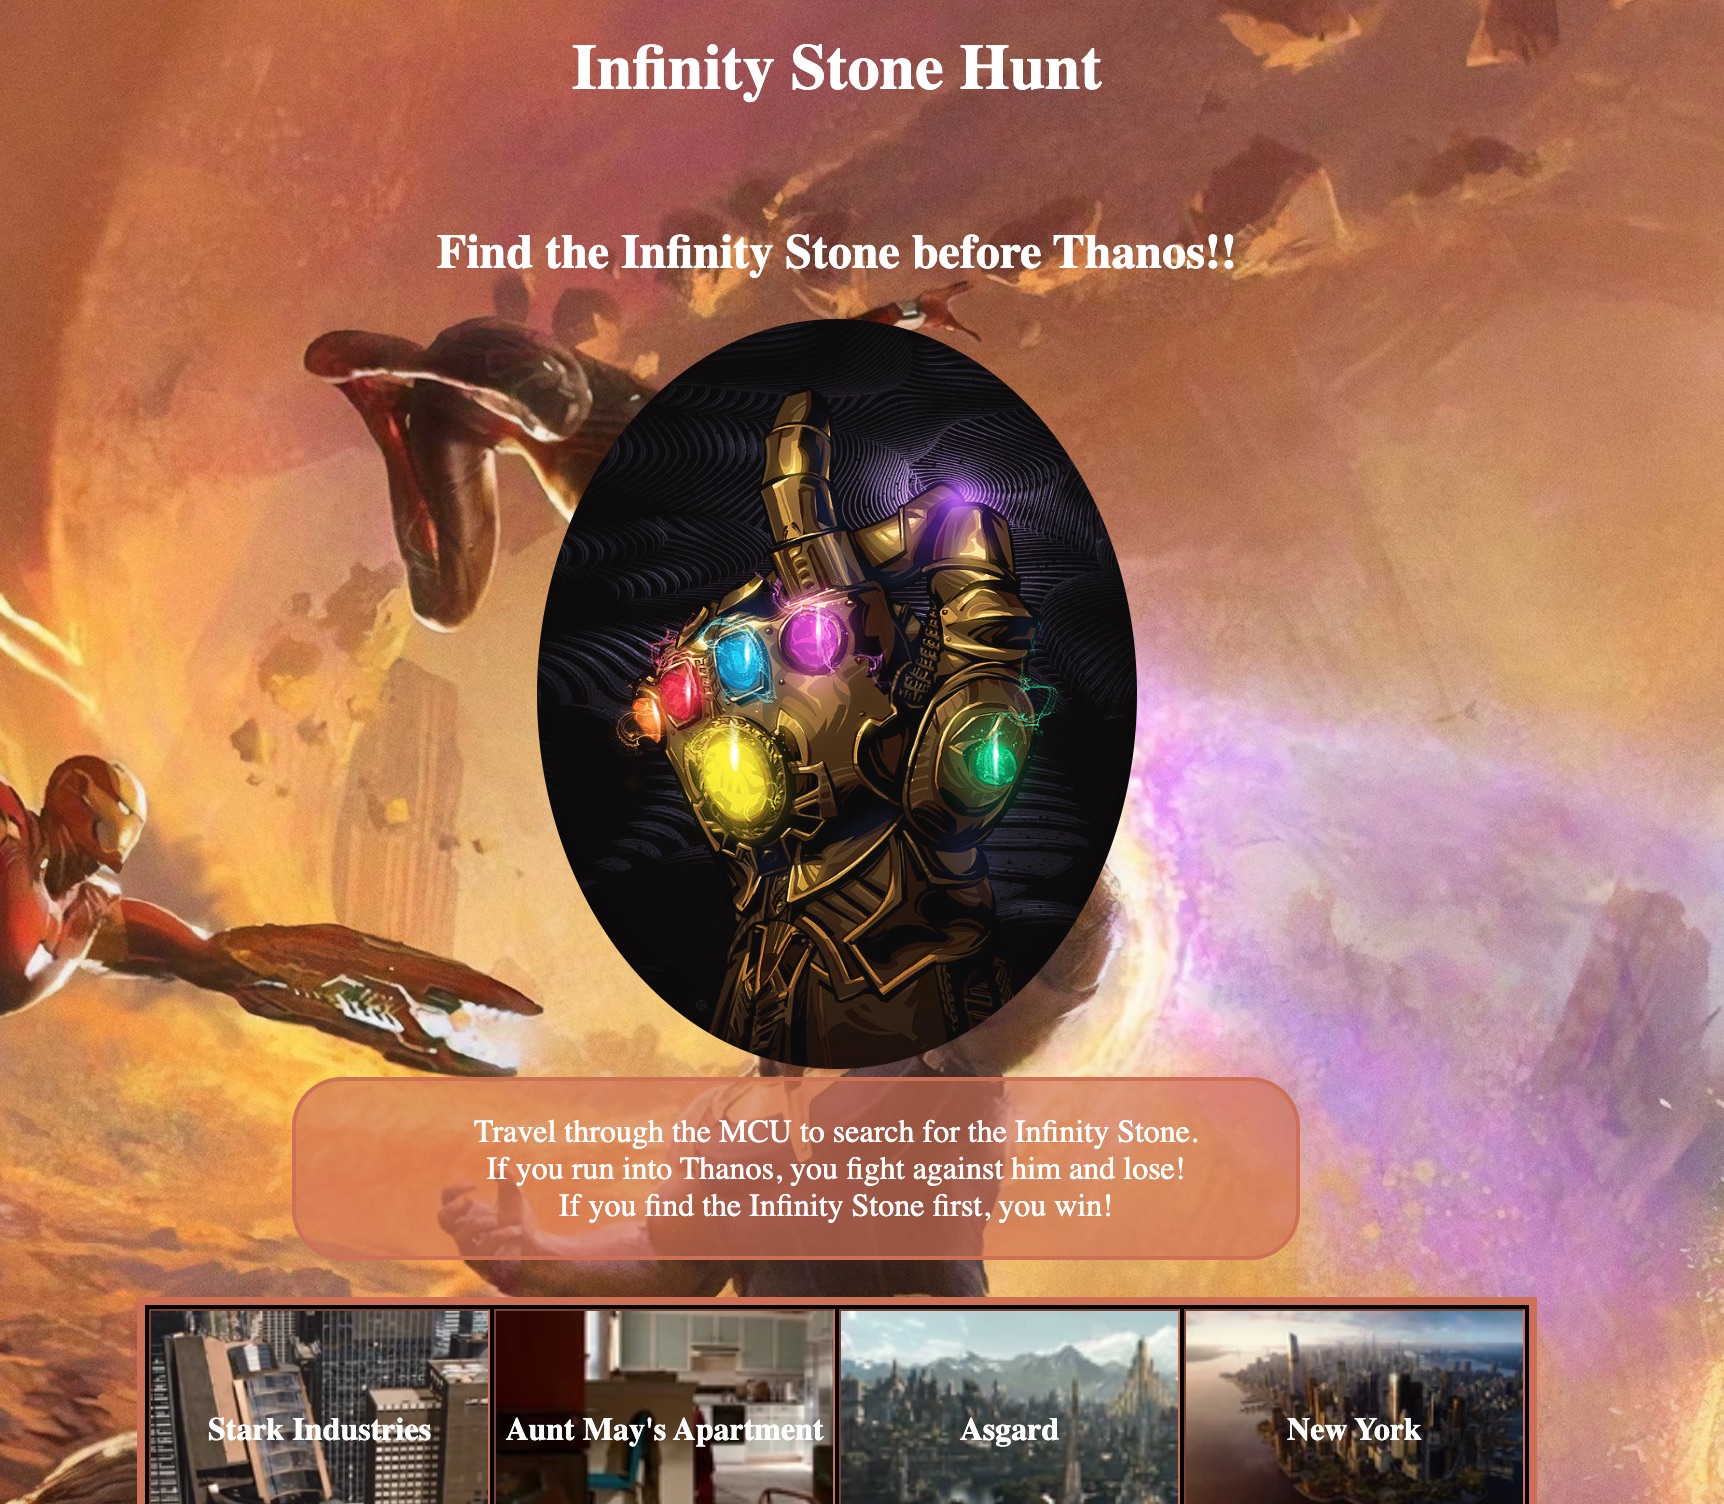 Infinity Stone Hunt
Find the Infinity Stone before Thanos!!
Travel through the MCU to search for the Infinity Stone.
If you run into Thanos, you fight against him and lose!
If you find the Infinity Stone first, you win!
Stark Industries
Aunt May's Apartment
Asgard
New York